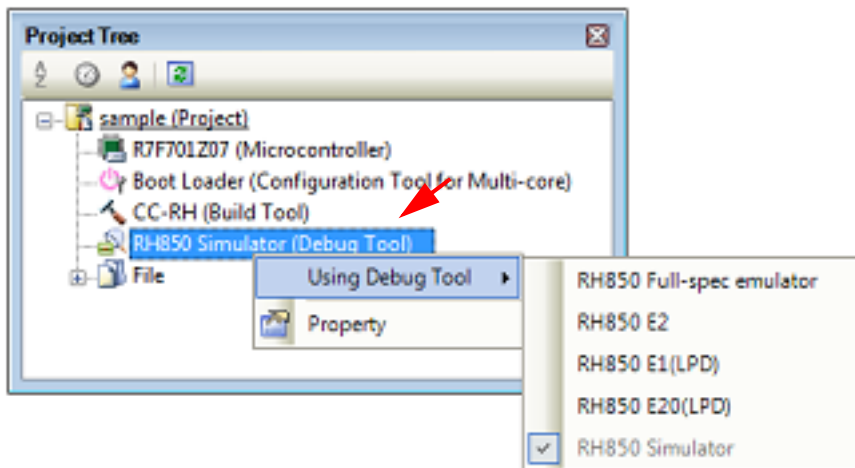 Project Tree
sample (Project)
R7F701Z07 (Microcontroller)
Boot Loader (Configuration Tool for Multi-core)
CC-RH (Build Tool)
RH850 Simulator (Debug Tool)
File
Using Debug Tool
Property
RH850 Full-spec emulator
RH850 E2
RH850 E1(LPD)
RH850 E20(LPD)
RH850 Simulator